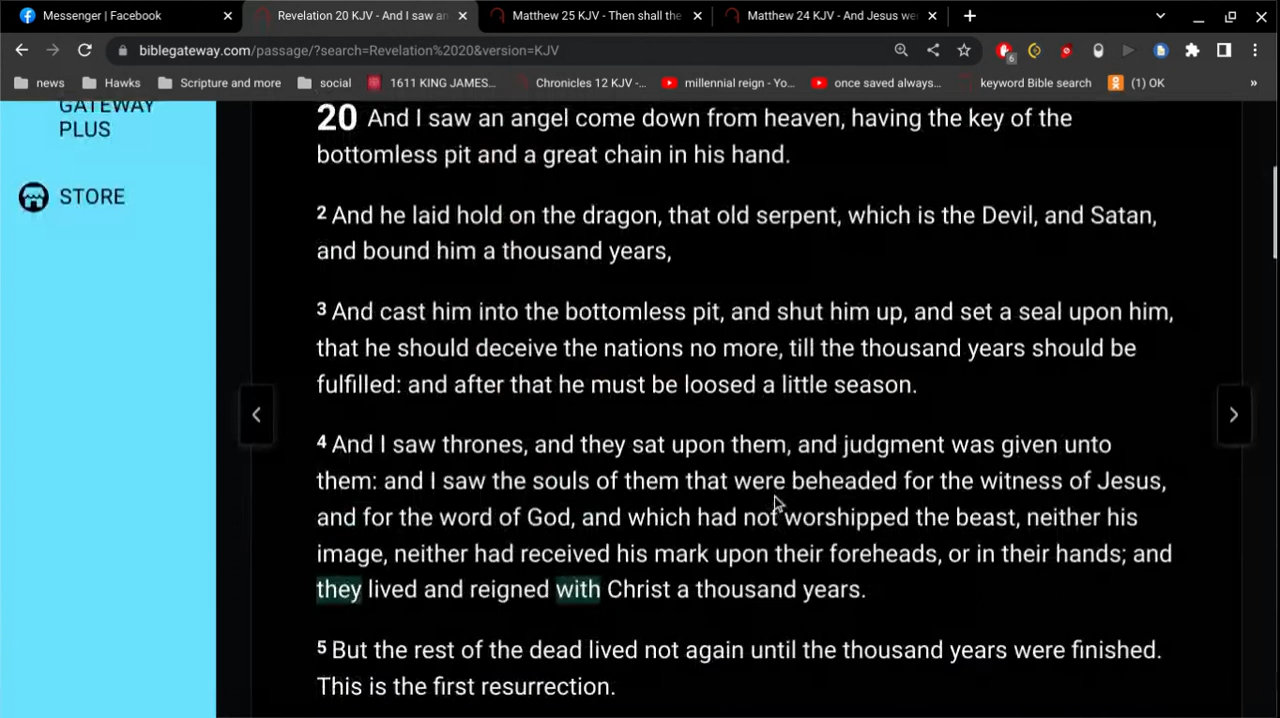 Messenger | Facebook
Revelation 20 KJV - And I saw an
Matthew 25 KJV - Then shall the
Matthew 24 KJV - And Jesus we
biblegateway.com/passage/?search=Revelation%2020&version=KJV
6
news
Hawks
Scripture and more
social
1611 KING JAMES...
Chronicles 12 KJV -...
millennial reign - Yo...
once saved always...
keyword Bible search
(1) OK
»
GATEWAY
PLUS
STORE
20 And I saw an angel come down from heaven, having the key of the
bottomless pit and a great chain in his hand.
2 And he laid hold on the dragon, that old serpent, which is the Devil, and Satan,
and bound him a thousand years,
3 And cast him into the bottomless pit, and shut him up, and set a seal upon him,
that he should deceive the nations no more, till the thousand years should be
fulfilled: and after that he must be loosed a little season.
4 And I saw thrones, and they sat upon them, and judgment was given unto
them: and I saw the souls of them that were beheaded for the witness of Jesus,
and for the word of God, and which had not worshipped the beast, neither his
image, neither had received his mark upon their foreheads, or in their hands; and
they lived and reigned with Christ a thousand years.
5 But the rest of the dead lived not again until the thousand years were finished.
This is the first resurrection.